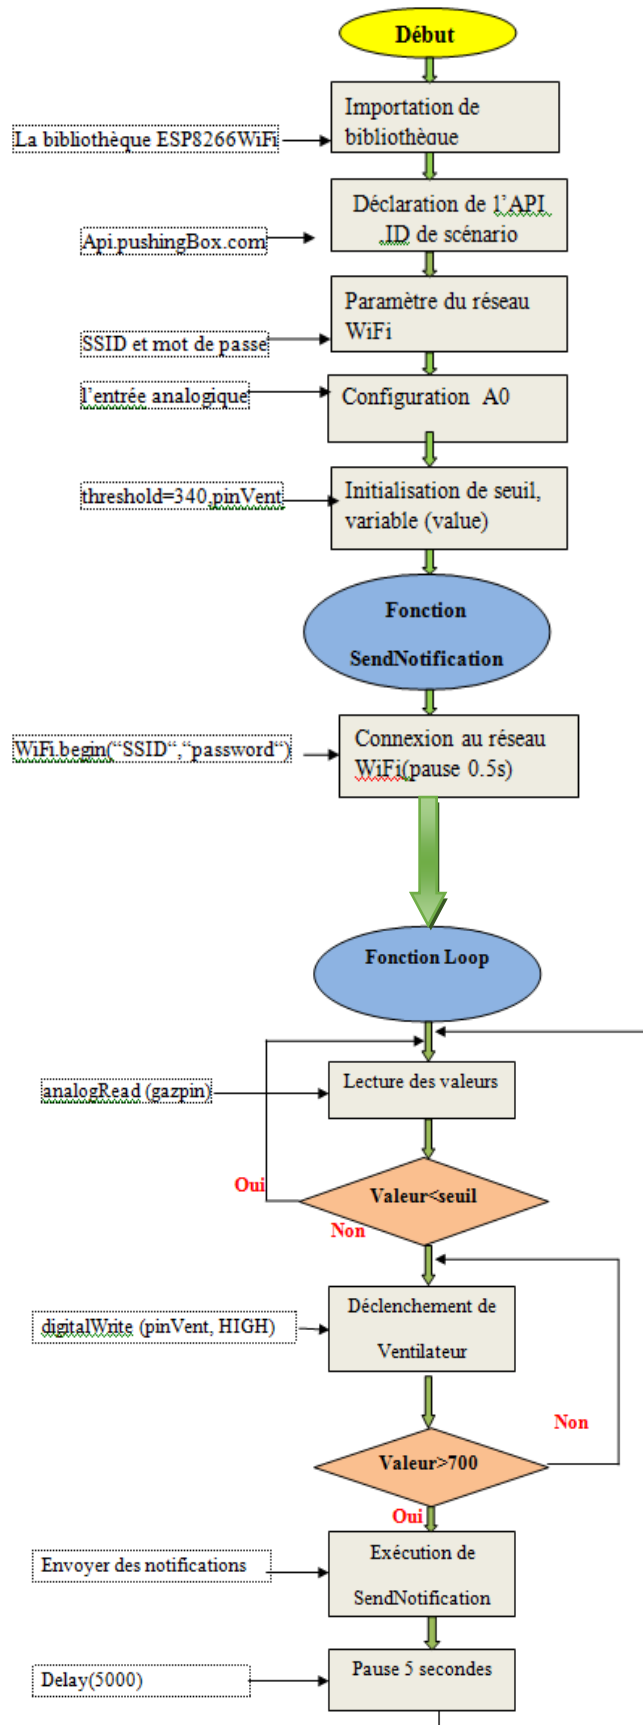 Début
Importation de
bibliothèque
La bibliothèque ESP8266WiFi
Déclaration de l'API
,ID de scénario
Api.pushingBox.com
Paramètre du réseau
WiFi
SSID et mot de passe
l'entrée analogique
Configuration A0
threshold=340,pinVent
Initialisation de seuil,
variable (value)
Fonction
SendNotification
WiFi.begin("SSID","password")
Connexion au réseau
WiFi(pause 0.5s)
Fonction Loop
Lecture des valeurs
analogRead (gazpin)
Oui
Valeur<seuil
Non
Déclenchement de
Ventilateur
digitalWrite (pinVent, HIGH)
Non
Valeur>700
Oui
Exécution de
SendNotification
Envoyer des notifications
Pause 5 secondes
Delay(5000)